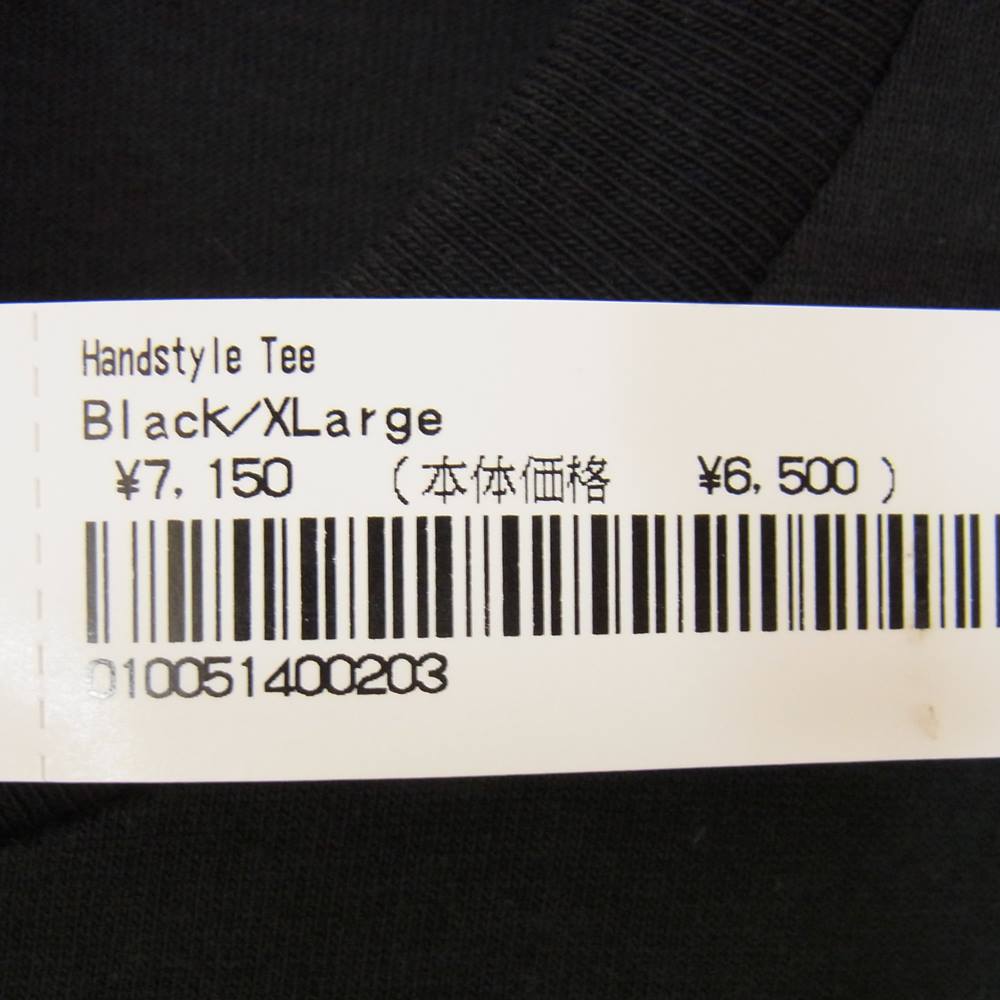 Handstyle Tee
Black/XLarge
¥7,150 (本体価格 ¥6,500)
010051400203